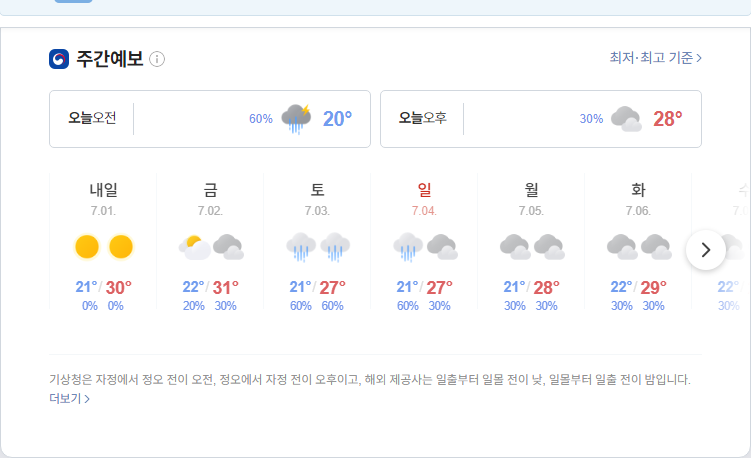 주간예보
최저·최고 기준
오늘오전 60% 20°
오늘오후 30% 28°
내일 금 토 일 월 화 수
7.01. 7.02. 7.03. 7.04. 7.05. 7.06.
21°/30° 22°/31° 21°/27° 21°/27° 21°/28° 22°/29° 22°
0% 0% 20% 30% 60% 60% 60% 30% 30% 30% 30% 30% 30%
기상청은 자정에서 정오 전이 오전, 정오에서 자정 전이 오후이고, 해외 제공사는 일출부터 일몰 전이 낮, 일몰부터 일출 전이 밤입니다.
더보기